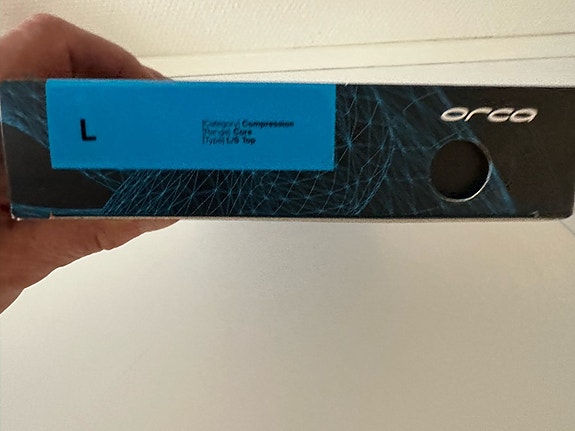 L
[Category] Compression
[Range] Core
[Type] L/S Top
orca